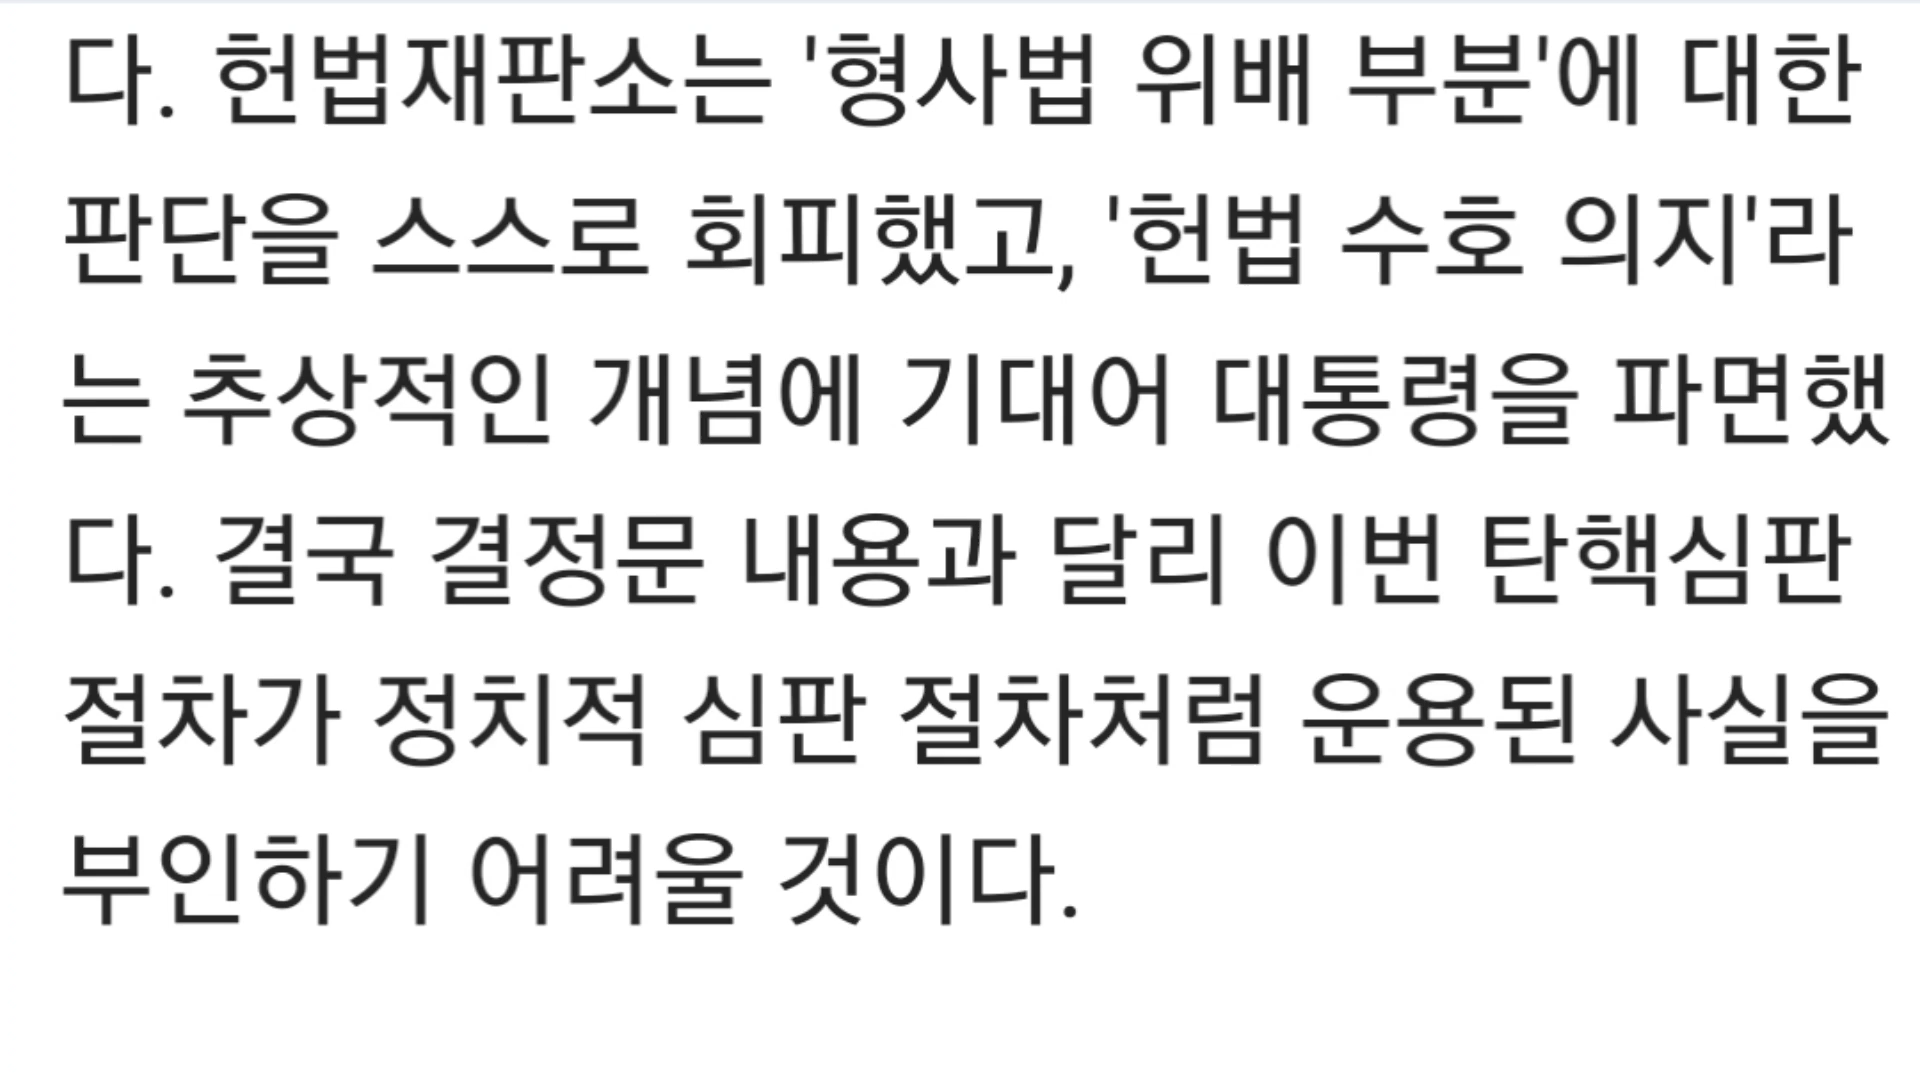 다. 헌법재판소는 '형사법 위배 부분'에 대한
판단을 스스로 회피했고, '헌법 수호 의지'라
는 추상적인 개념에 기대어 대통령을 파면했
다. 결국 결정문 내용과 달리 이번 탄핵심판
절차가 정치적 심판 절차처럼 운용된 사실을
부인하기 어려울 것이다.